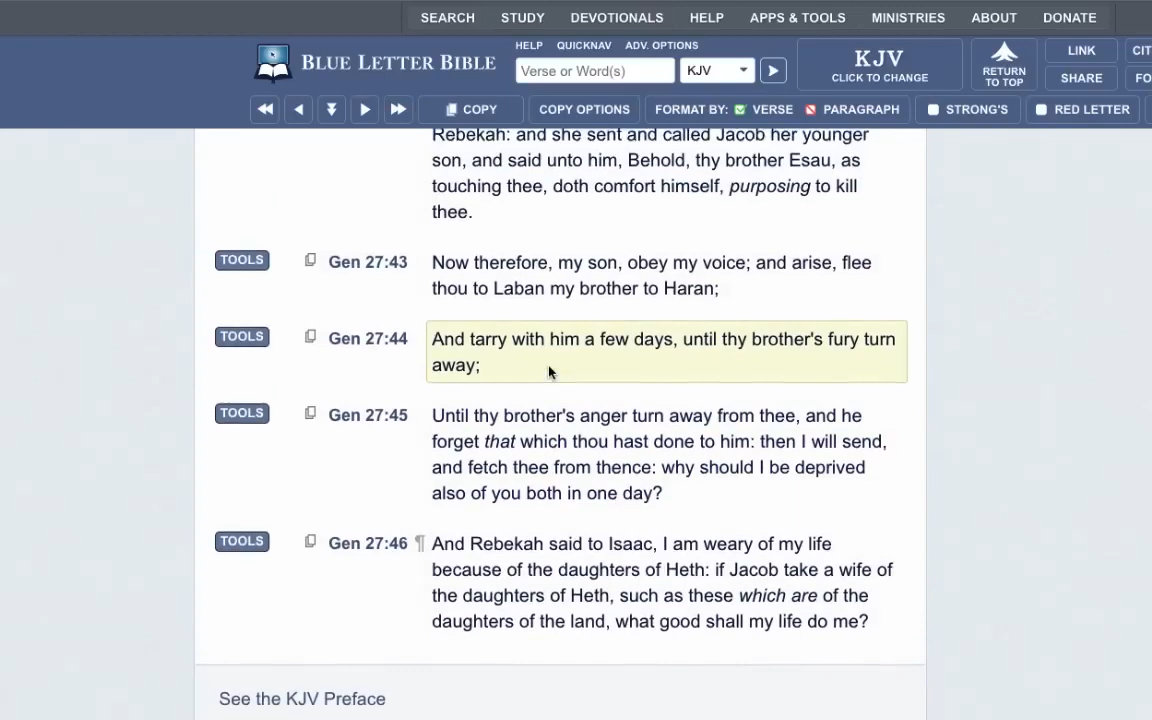 SEARCH STUDY DEVOTIONALS HELP APPS & TOOLS MINISTRIES ABOUT DONATE
BLUE LETTER BIBLE
HELP QUICKNAV ADV. OPTIONS
Verse or Word(s) KJV
KJV
CLICK TO CHANGE
RETURN
TO TOP
LINK
SHARE
COPY COPY OPTIONS FORMAT BY: VERSE PARAGRAPH STRONG'S RED LETTER
Rebekah: and she sent and called Jacob her younger
son, and said unto him, Behold, thy brother Esau, as
touching thee, doth comfort himself, purposing to kill
thee.
TOOLS Gen 27:43 Now therefore, my son, obey my voice; and arise, flee
thou to Laban my brother to Haran;
TOOLS Gen 27:44 And tarry with him a few days, until thy brother's fury turn
away;
TOOLS Gen 27:45 Until thy brother's anger turn away from thee, and he
forget that which thou hast done to him: then I will send,
and fetch thee from thence: why should I be deprived
also of you both in one day?
TOOLS Gen 27:46 ¶ And Rebekah said to Isaac, I am weary of my life
because of the daughters of Heth: if Jacob take a wife of
the daughters of Heth, such as these which are of the
daughters of the land, what good shall my life do me?
See the KJV Preface